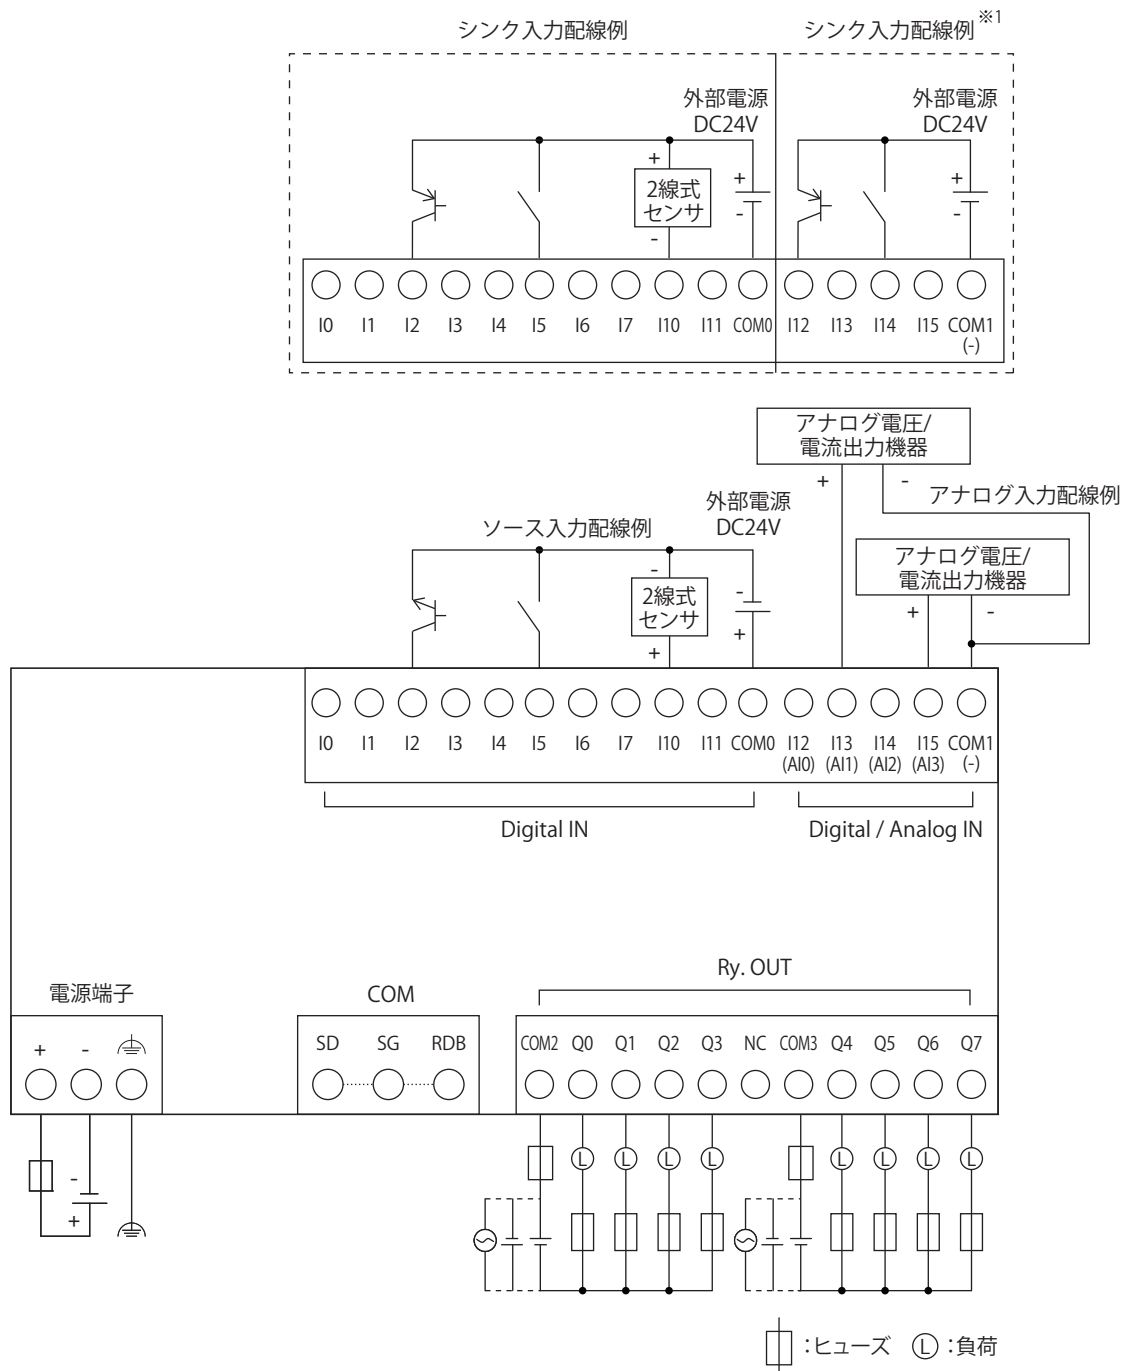 シンク入力配線例
シンク入力配線例※1
外部電源
DC24V
外部電源
DC24V
+
2線式
センサ
-
+
-
+
-
I0 I1 I2 I3 I4 I5 I6 I7 I10 I11 COM0 I12 I13 I14 I15 COM1
(-)
アナログ電圧/
電流出力機器
+ -
アナログ入力配線例
外部電源
DC24V
ソース入力配線例
アナログ電圧/
電流出力機器
+ -
-
2線式
センサ
+
-
+
I0 I1 I2 I3 I4 I5 I6 I7 I10 I11 COM0 I12 I13 I14 I15 COM1
(AI0) (AI1) (AI2) (AI3) (-)
Digital IN
Digital / Analog IN
Ry. OUT
電源端子
COM
+ -
SD SG RDB
COM2 Q0 Q1 Q2 Q3 NC COM3 Q4 Q5 Q6 Q7
-
+
L L L L L L L L
:ヒューズ L :負荷